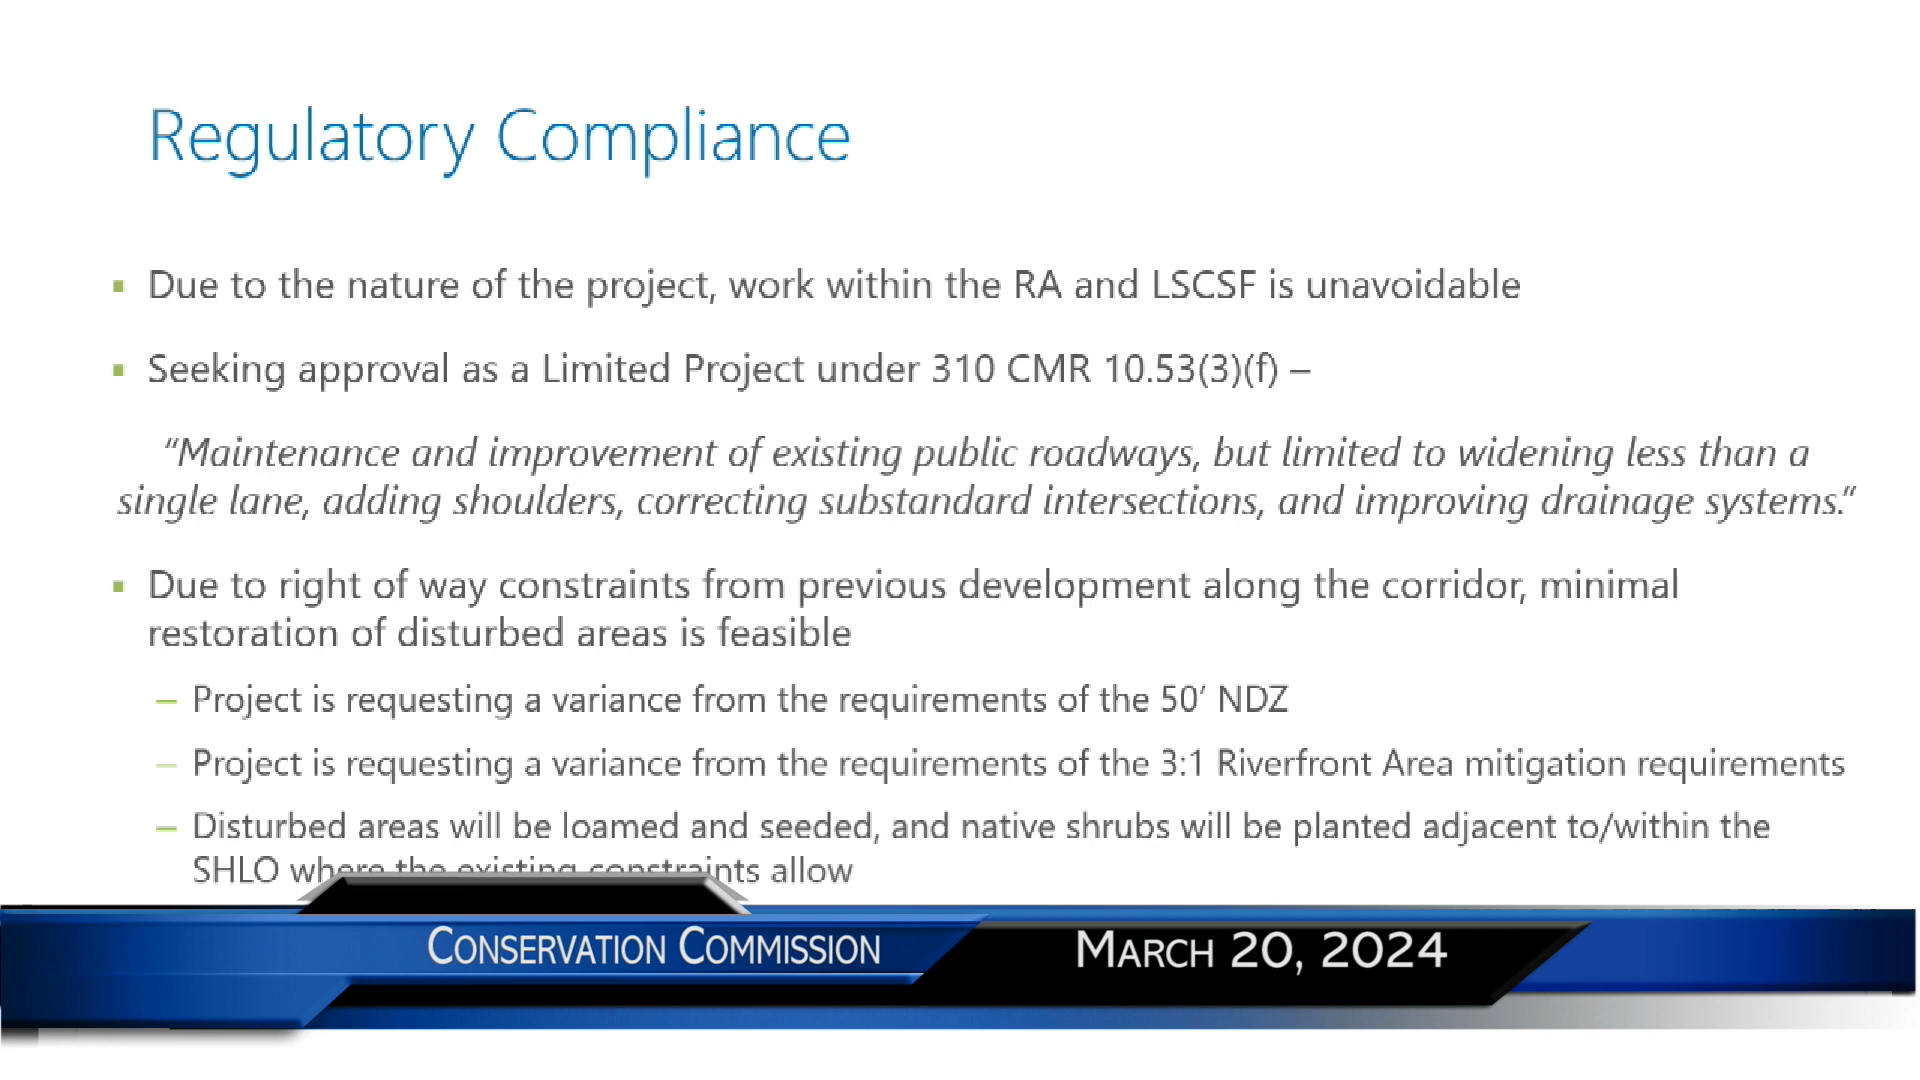 Regulatory Compliance
Due to the nature of the project, work within the RA and LSCSF is unavoidable
Seeking approval as a Limited Project under 310 CMR 10.53(3)(f) –
“Maintenance and improvement of existing public roadways, but limited to widening less than a
single lane, adding shoulders, correcting substandard intersections, and improving drainage systems.”
Due to right of way constraints from previous development along the corridor, minimal
restoration of disturbed areas is feasible
– Project is requesting a variance from the requirements of the 50’ NDZ
– Project is requesting a variance from the requirements of the 3:1 Riverfront Area mitigation requirements
– Disturbed areas will be loamed and seeded, and native shrubs will be planted adjacent to/within the
SHLO where the existing constraints allow
CONSERVATION COMMISSION
MARCH 20, 2024